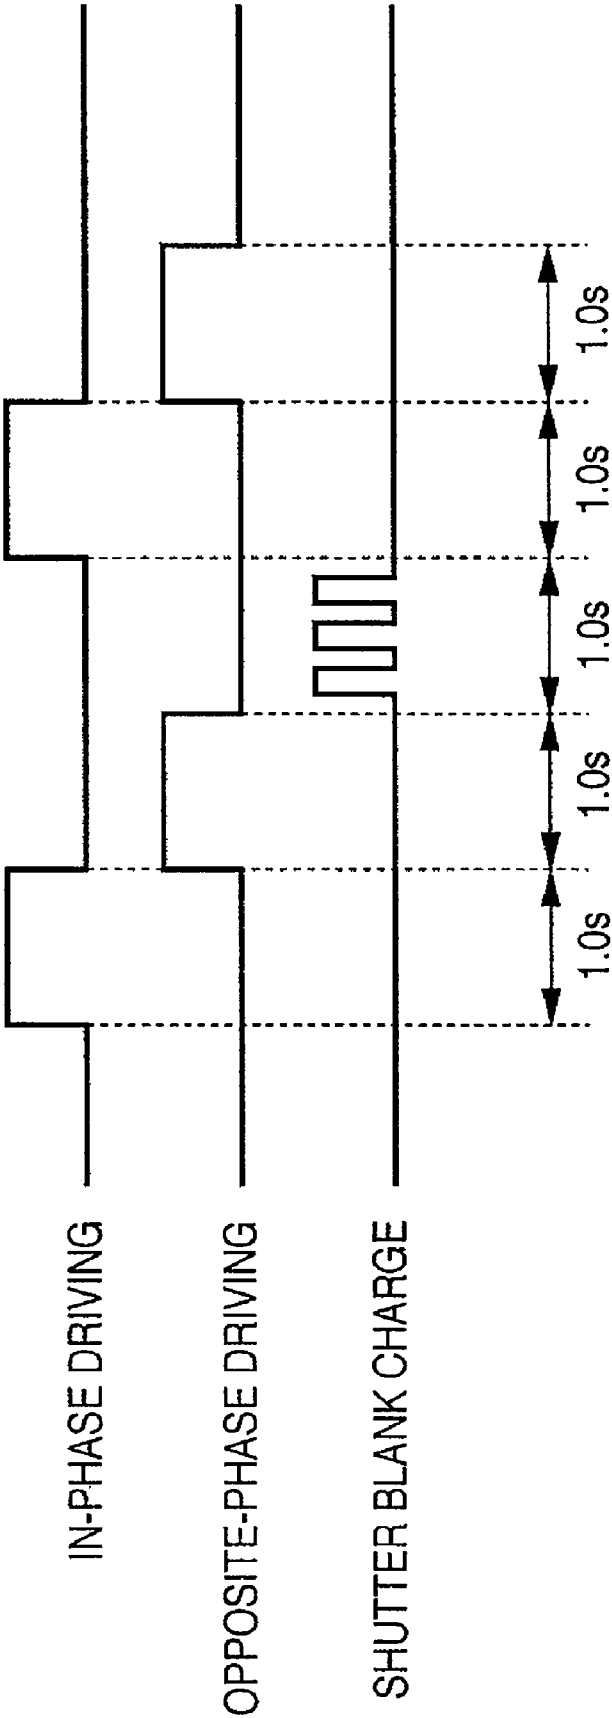 IN-PHASE DRIVING
OPPOSITE-PHASE DRIVING
SHUTTER BLANK CHARGE
1.0s
1.0s
1.0s
1.0s
1.0s